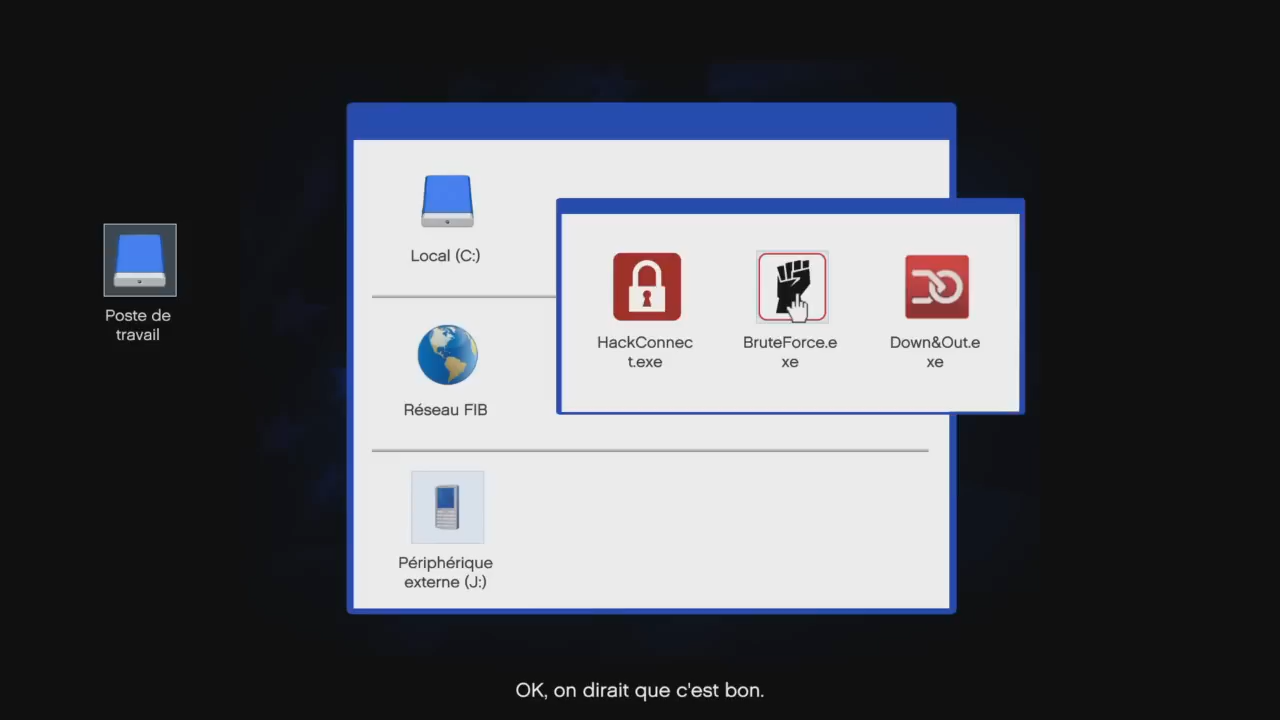 Local (C:)
HackConnec
t.exe
BruteForce.e
xe
Down&Out.e
xe
Poste de
travail
Réseau FIB
Périphérique
externe (J:)
OK, on dirait que c'est bon.